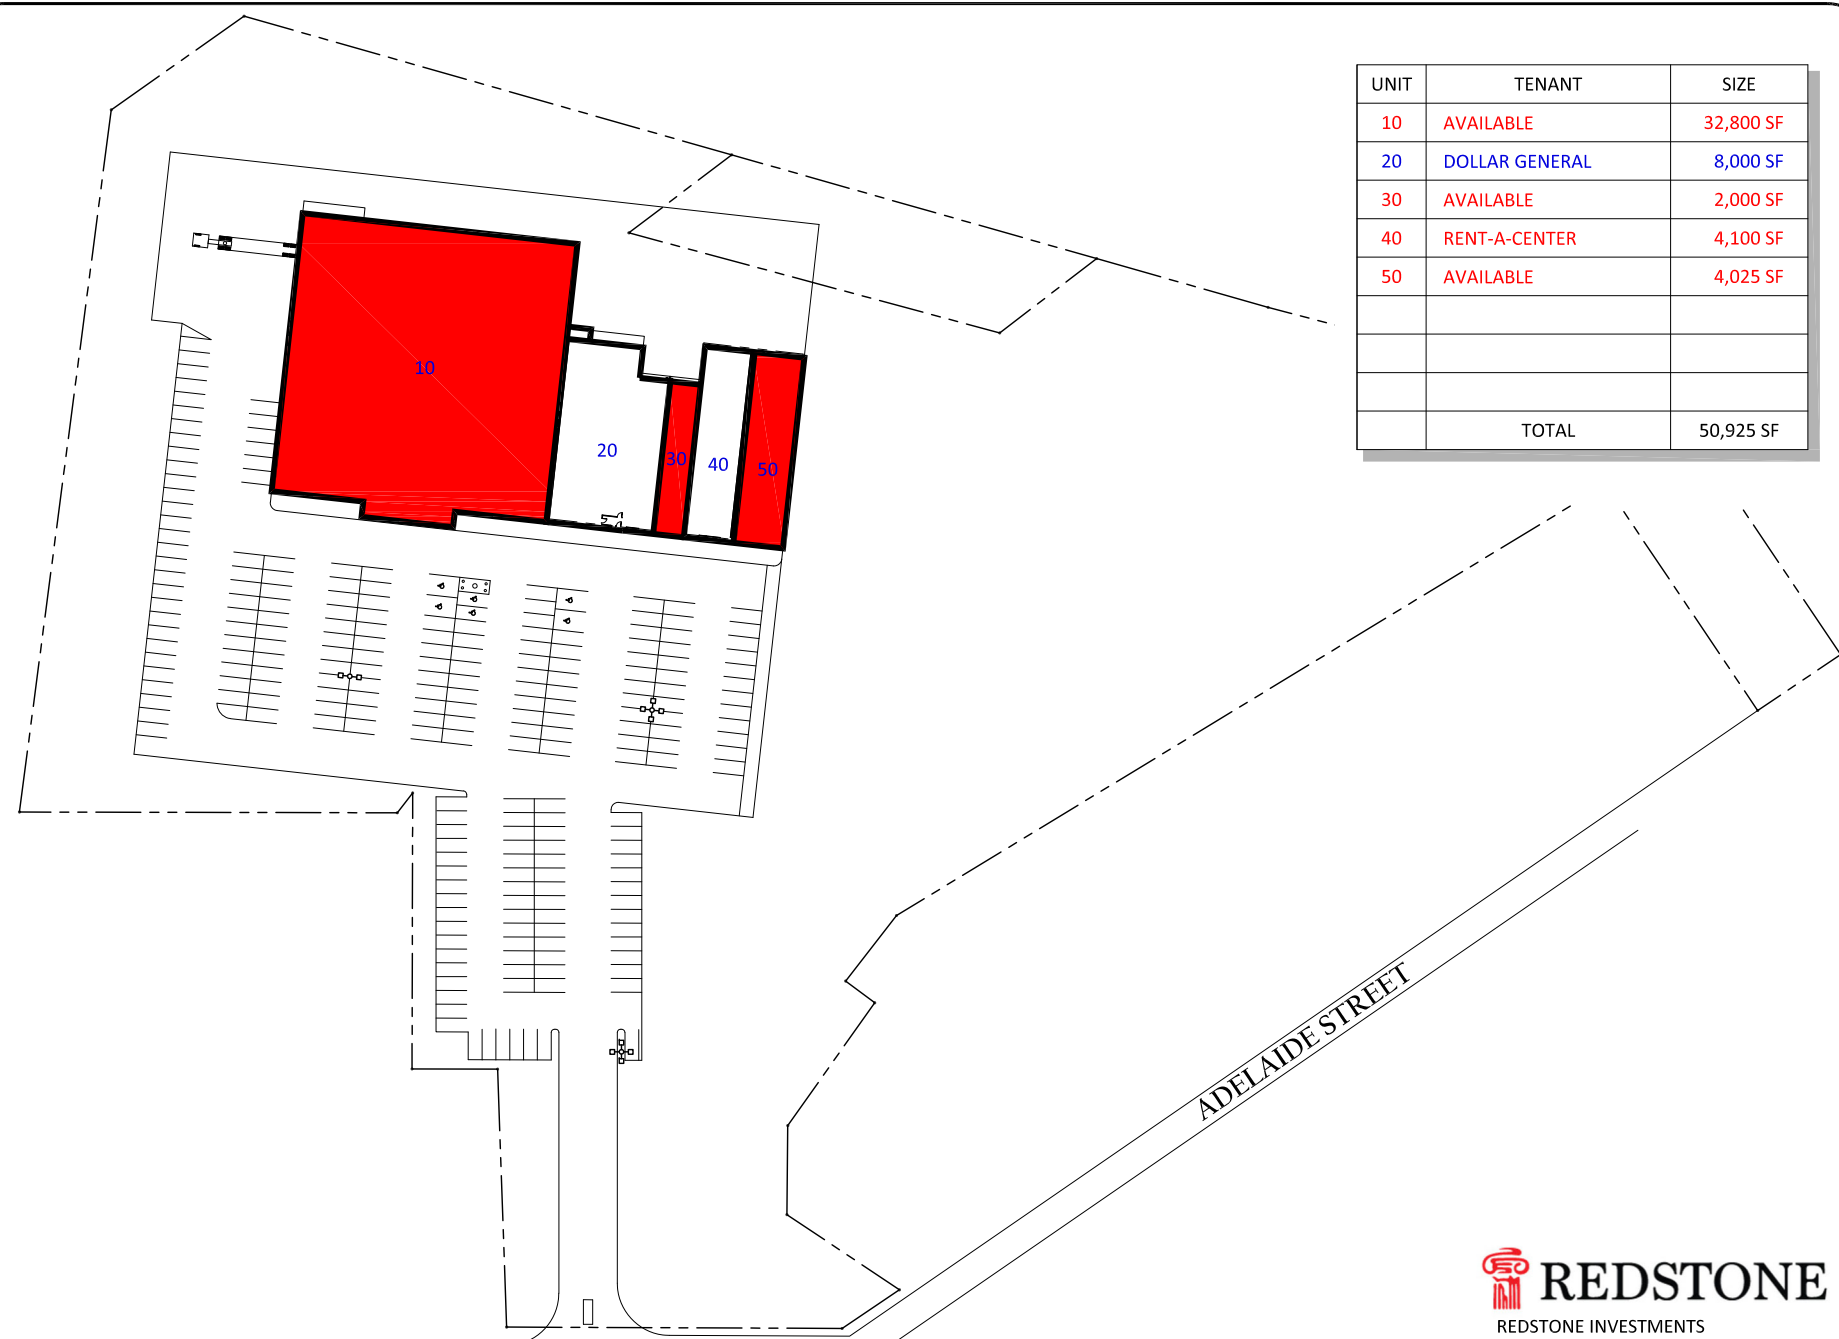 UNIT TENANT SIZE
10 AVAILABLE 32,800 SF
20 DOLLAR GENERAL 8,000 SF
30 AVAILABLE 2,000 SF
40 RENT-A-CENTER 4,100 SF
50 AVAILABLE 4,025 SF
TOTAL 50,925 SF
10
20
30
40
50
ADELAIDE STREET
REDSTONE
REDSTONE INVESTMENTS